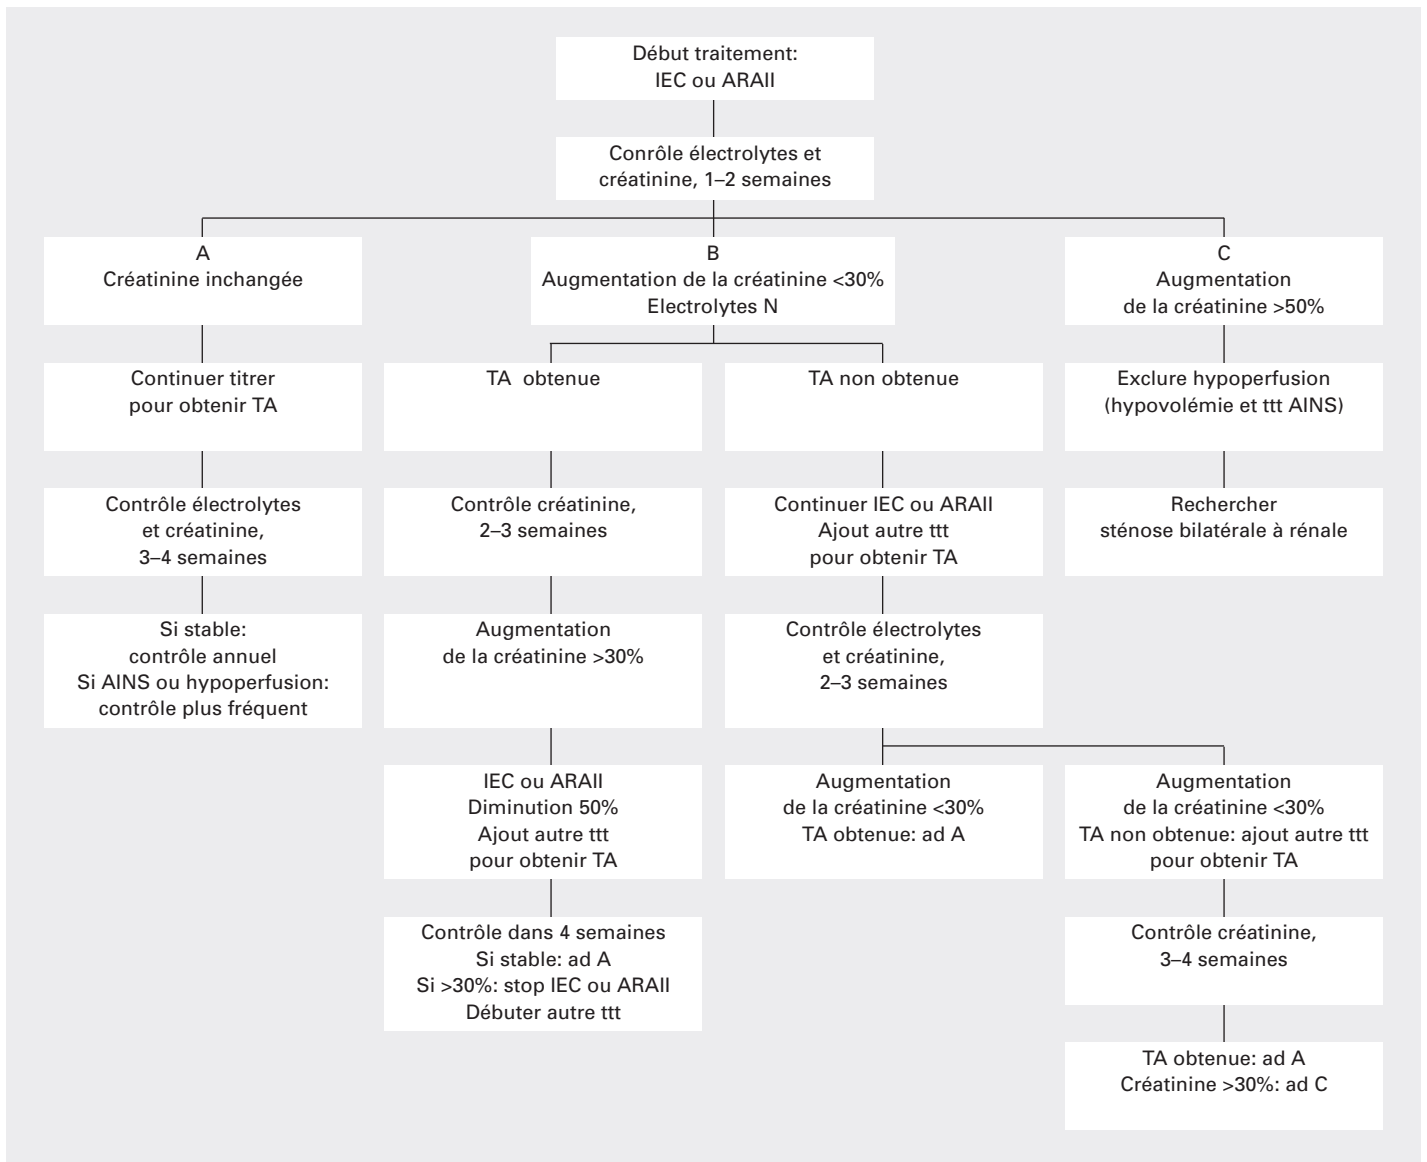 Début traitement:
IEC ou ARAII
Conrôle électrolytes et
créatinine, 1–2 semaines
A
Créatinine inchangée
B
Augmentation de la créatinine <30%
Electrolytes N
C
Augmentation
de la créatinine >50%
Continuer titrer
pour obtenir TA
TA obtenue
TA non obtenue
Exclure hypoperfusion
(hypovolémie et ttt AINS)
Contrôle électrolytes
et créatinine,
3–4 semaines
Contrôle créatinine,
2–3 semaines
Continuer IEC ou ARAII
Ajout autre ttt
pour obtenir TA
Rechercher
sténose bilatérale à rénale
Si stable:
contrôle annuel
Si AINS ou hypoperfusion:
contrôle plus fréquent
Augmentation
de la créatinine >30%
Contrôle électrolytes
et créatinine,
2–3 semaines
IEC ou ARAII
Diminution 50%
Ajout autre ttt
pour obtenir TA
Augmentation
de la créatinine <30%
TA obtenue: ad A
Augmentation
de la créatinine <30%
TA non obtenue: ajout autre ttt
pour obtenir TA
Contrôle dans 4 semaines
Si stable: ad A
Si >30%: stop IEC ou ARAII
Débuter autre ttt
Contrôle créatinine,
3–4 semaines
TA obtenue: ad A
Créatinine >30%: ad C